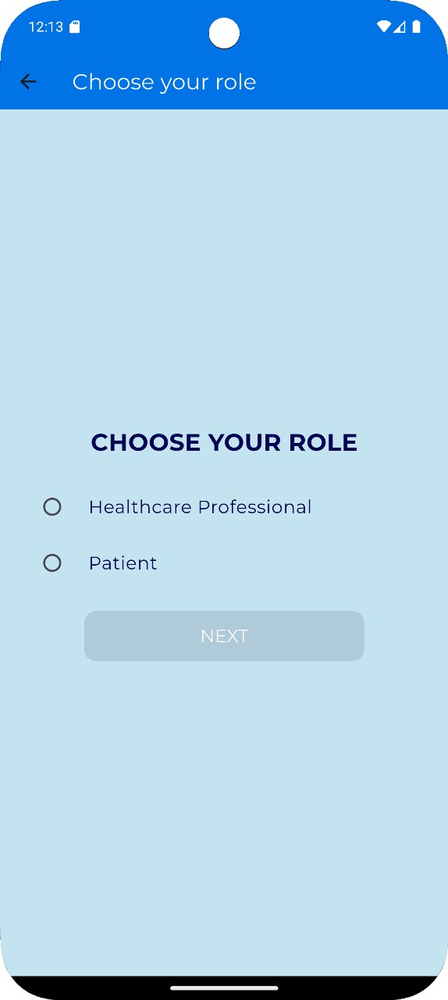 12:13
Choose your role
CHOOSE YOUR ROLE
Healthcare Professional
Patient
NEXT